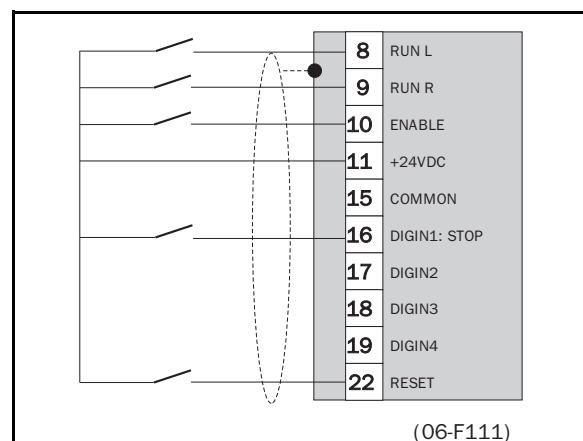 8 RUN L
9 RUN R
10 ENABLE
11 +24VDC
15 COMMON
16 DIGIN1: STOP
17 DIGIN2
18 DIGIN3
19 DIGIN4
22 RESET
(06-F111)